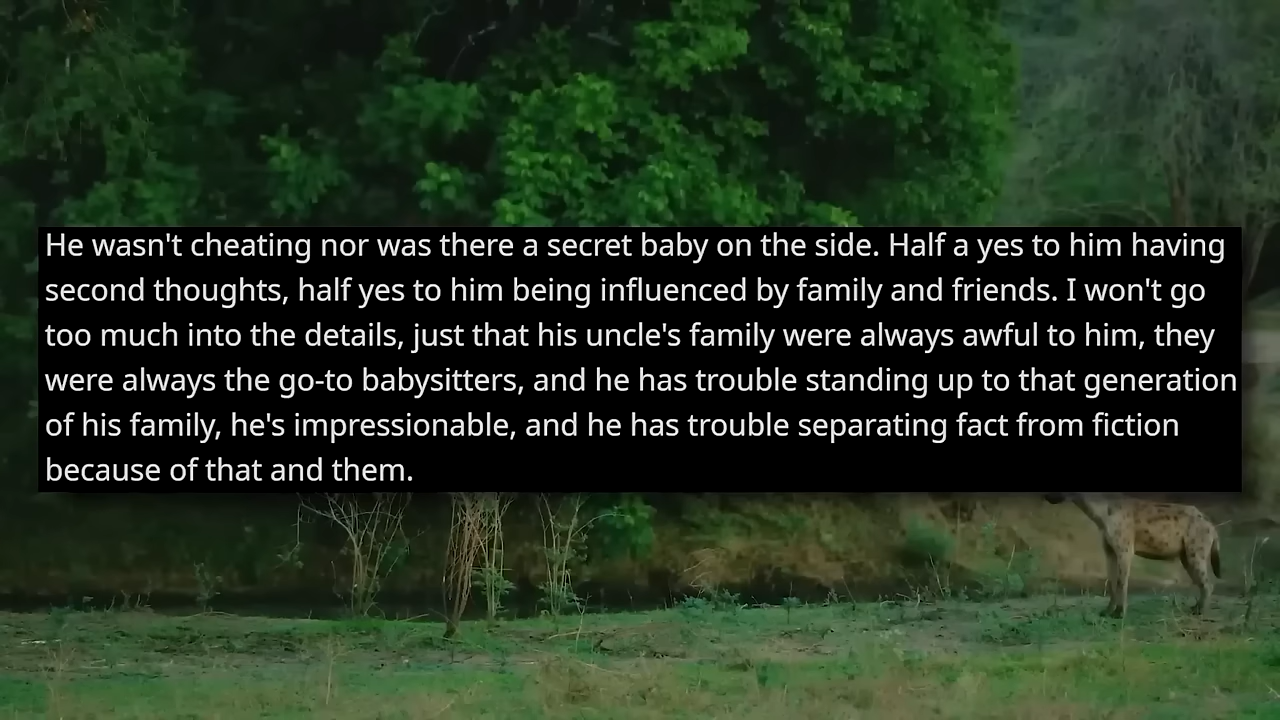 He wasn't cheating nor was there a secret baby on the side. Half a yes to him having
second thoughts, half yes to him being influenced by family and friends. I won't go
too much into the details, just that his uncle's family were always awful to him, they
were always the go-to babysitters, and he has trouble standing up to that generation
of his family, he's impressionable, and he has trouble separating fact from fiction
because of that and them.